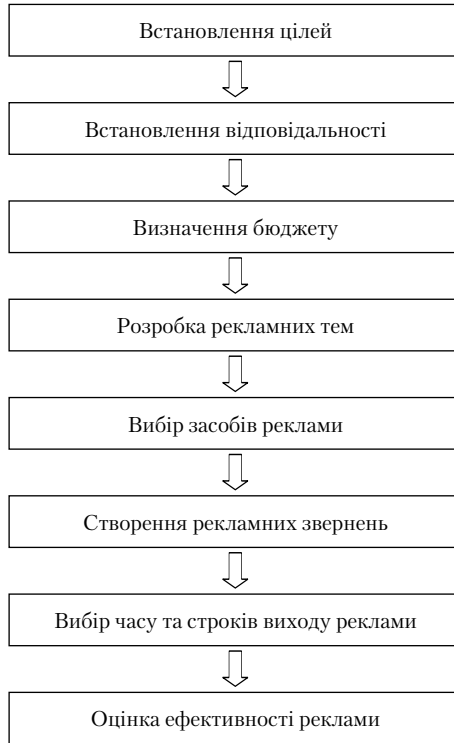 Встановлення цілей
Встановлення відповідальності
Визначення бюджету
Розробка рекламних тем
Вибір засобів реклами
Створення рекламних звернень
Вибір часу та строків виходу реклами
Оцінка ефективності реклами